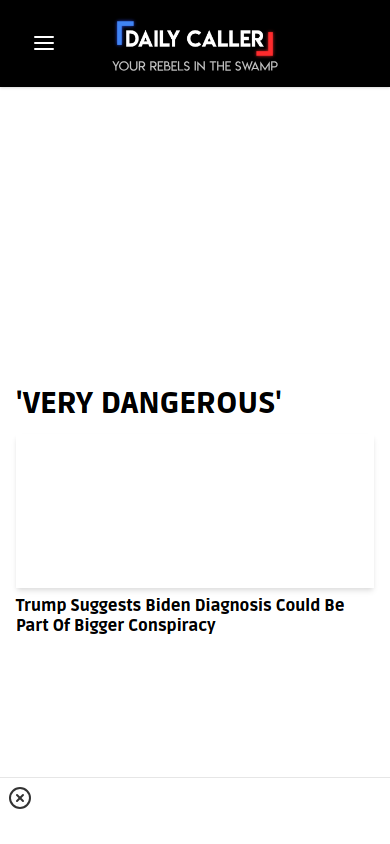 DAILY CALLER
YOUR REBELS IN THE SWAMP
'VERY DANGEROUS'
Trump Suggests Biden Diagnosis Could Be
Part Of Bigger Conspiracy